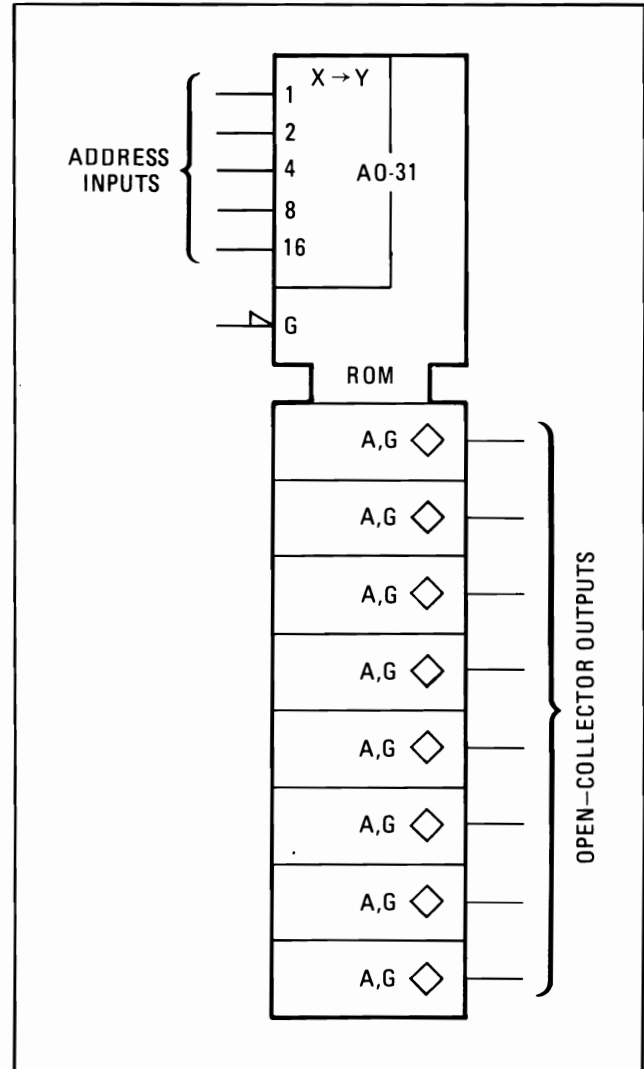 X → Y
1
2
4
8
16
ADDRESS
INPUTS
A0-31
G
ROM
A,G
A,G
A,G
A,G
A,G
A,G
A,G
A,G
OPEN-COLLECTOR OUTPUTS